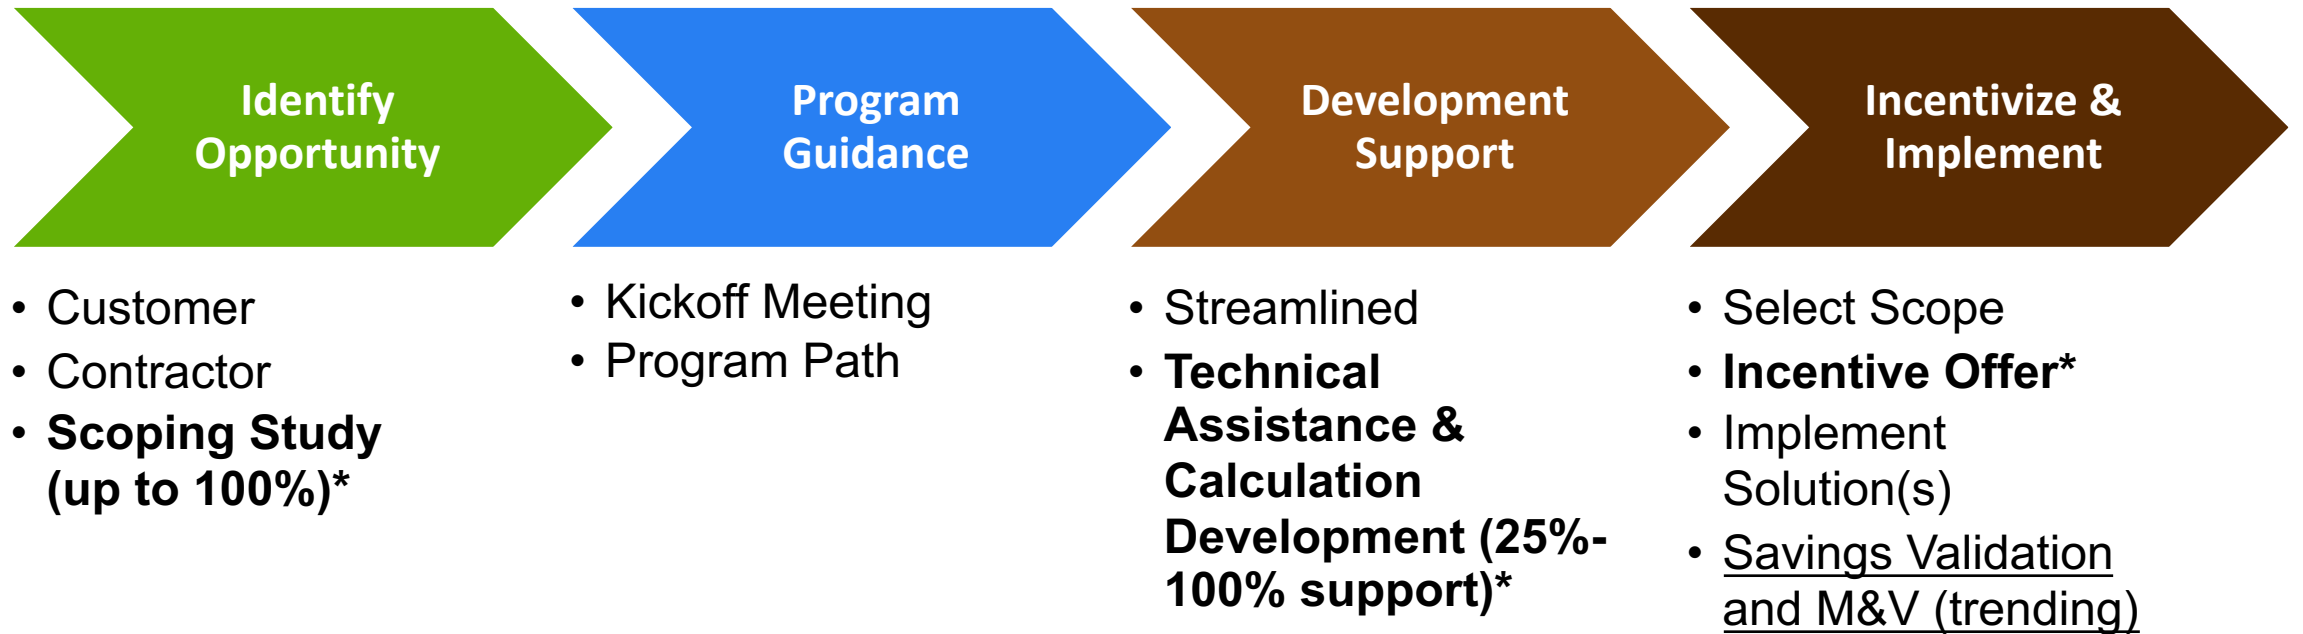 Identify
Opportunity
Program
Guidance
Development
Support
Incentivize &
Implement
• Customer
• Contractor
• Scoping Study
(up to 100%)*
• Kickoff Meeting
• Program Path
• Streamlined
• Technical
Assistance &
Calculation
Development (25%-
100% support)*
• Select Scope
• Incentive Offer*
• Implement
Solution(s)
• Savings Validation
and M&V (trending)